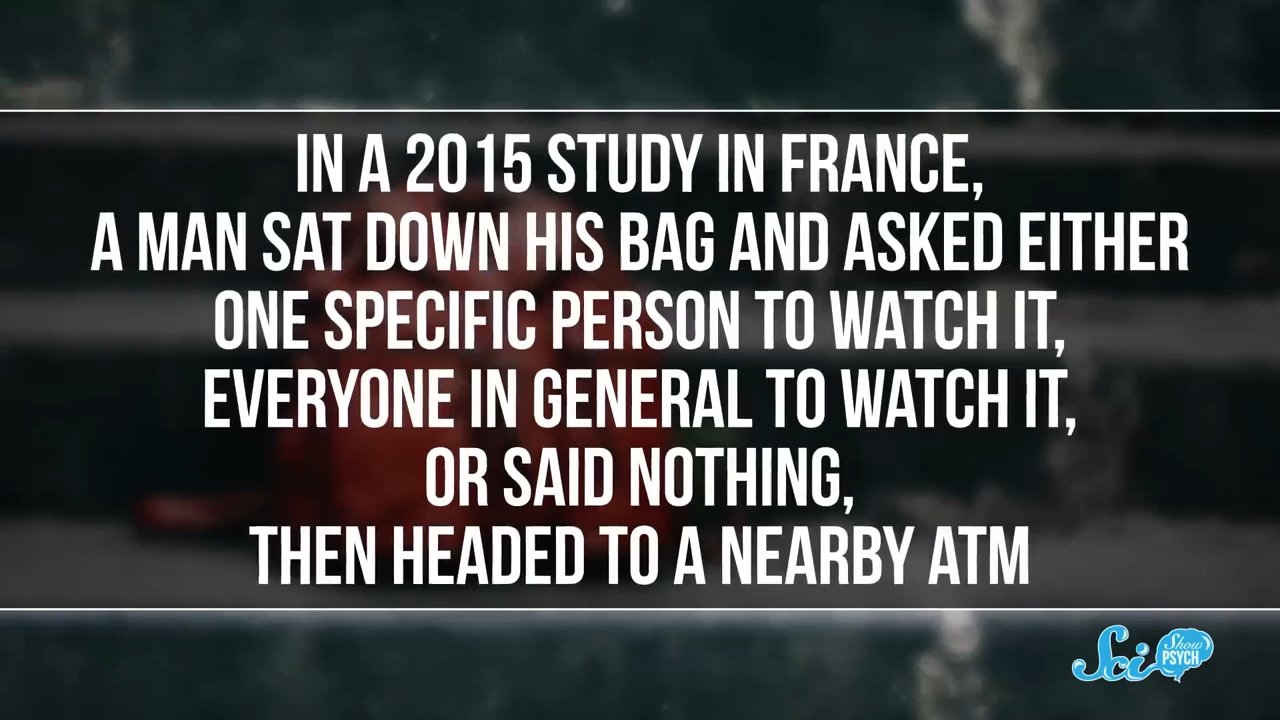 IN A 2015 STUDY IN FRANCE,
A MAN SAT DOWN HIS BAG AND ASKED EITHER
ONE SPECIFIC PERSON TO WATCH IT,
EVERYONE IN GENERAL TO WATCH IT,
OR SAID NOTHING,
THEN HEADED TO A NEARBY ATM
Sci Show
PSYCH